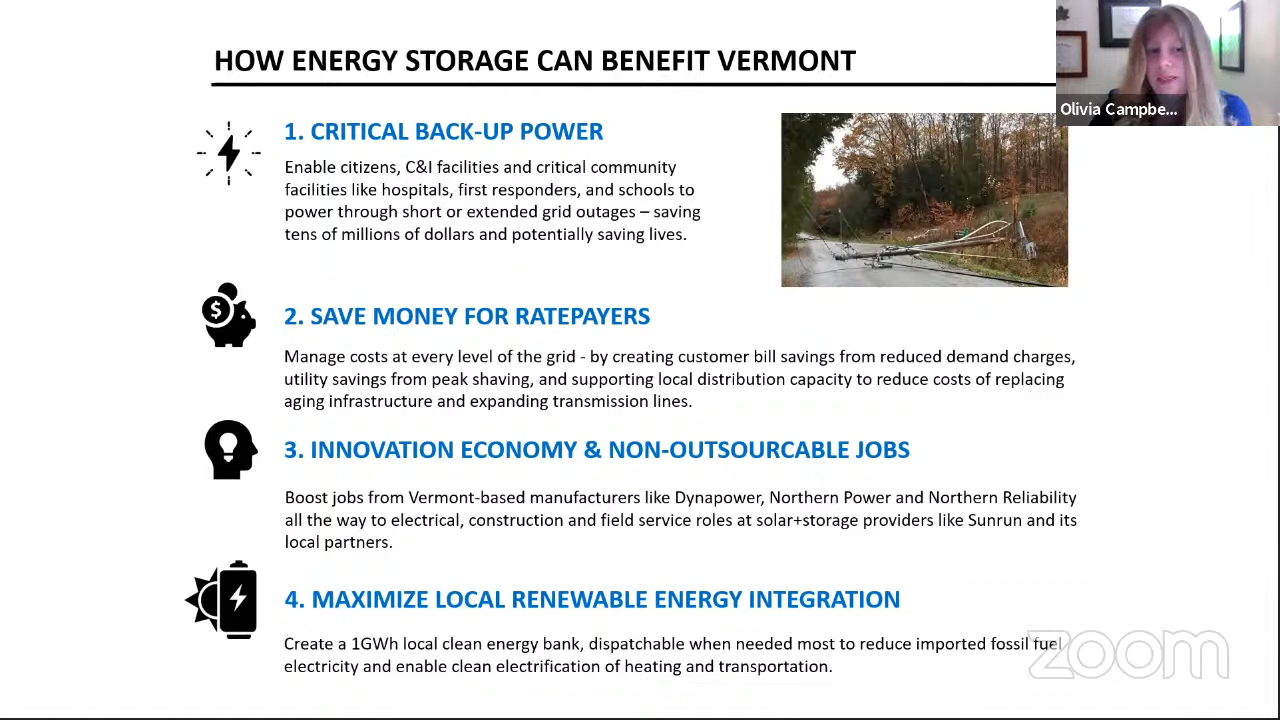 HOW ENERGY STORAGE CAN BENEFIT VERMONT
Olivia Campbe...
1. CRITICAL BACK-UP POWER
Enable citizens, C&I facilities and critical community
facilities like hospitals, first responders, and schools to
power through short or extended grid outages – saving
tens of millions of dollars and potentially saving lives.
$
2. SAVE MONEY FOR RATEPAYERS
Manage costs at every level of the grid - by creating customer bill savings from reduced demand charges,
utility savings from peak shaving, and supporting local distribution capacity to reduce costs of replacing
aging infrastructure and expanding transmission lines.
3. INNOVATION ECONOMY & NON-OUTSOURCABLE JOBS
Boost jobs from Vermont-based manufacturers like Dynapower, Northern Power and Northern Reliability
all the way to electrical, construction and field service roles at solar+storage providers like Sunrun and its
local partners.
4. MAXIMIZE LOCAL RENEWABLE ENERGY INTEGRATION
Create a 1GWh local clean energy bank, dispatchable when needed most to reduce imported fossil fuel
electricity and enable clean electrification of heating and transportation.
zoom